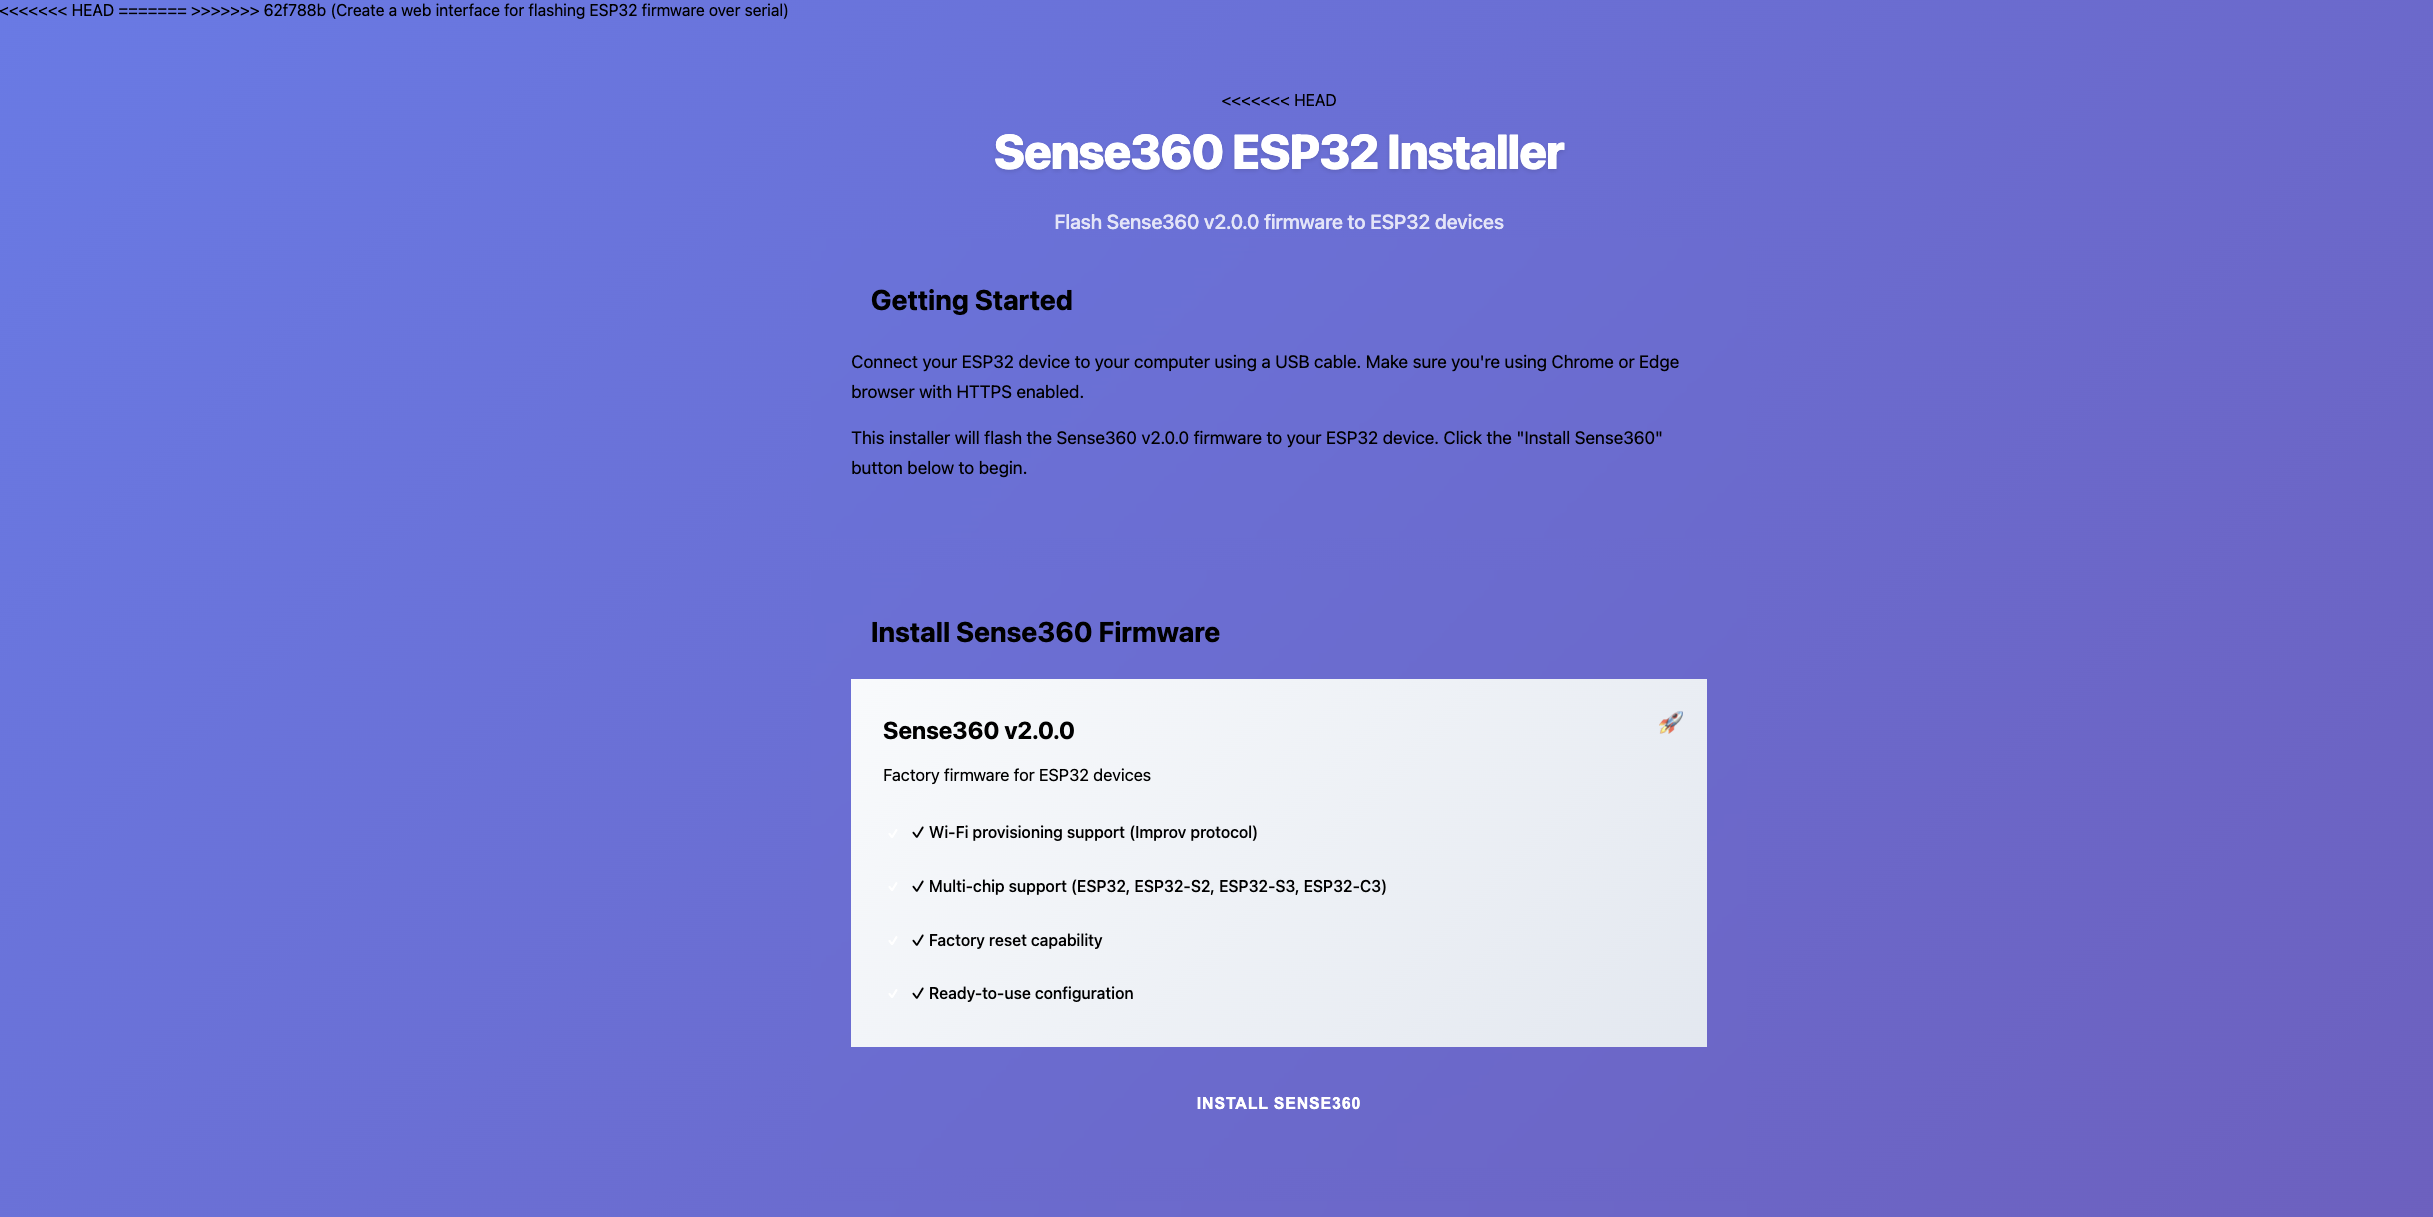 <<<<<<< HEAD ======= >>>>>>> 62f788b (Create a web interface for flashing ESP32 firmware over serial)
<<<<<<< HEAD
Sense360 ESP32 Installer
Flash Sense360 v2.0.0 firmware to ESP32 devices
Getting Started
Connect your ESP32 device to your computer using a USB cable. Make sure you're using Chrome or Edge
browser with HTTPS enabled.
This installer will flash the Sense360 v2.0.0 firmware to your ESP32 device. Click the "Install Sense360"
button below to begin.
Install Sense360 Firmware
Sense360 v2.0.0
Factory firmware for ESP32 devices
✓ ✓ Wi-Fi provisioning support (Improv protocol)
✓ ✓ Multi-chip support (ESP32, ESP32-S2, ESP32-S3, ESP32-C3)
✓ ✓ Factory reset capability
✓ ✓ Ready-to-use configuration
INSTALL SENSE360